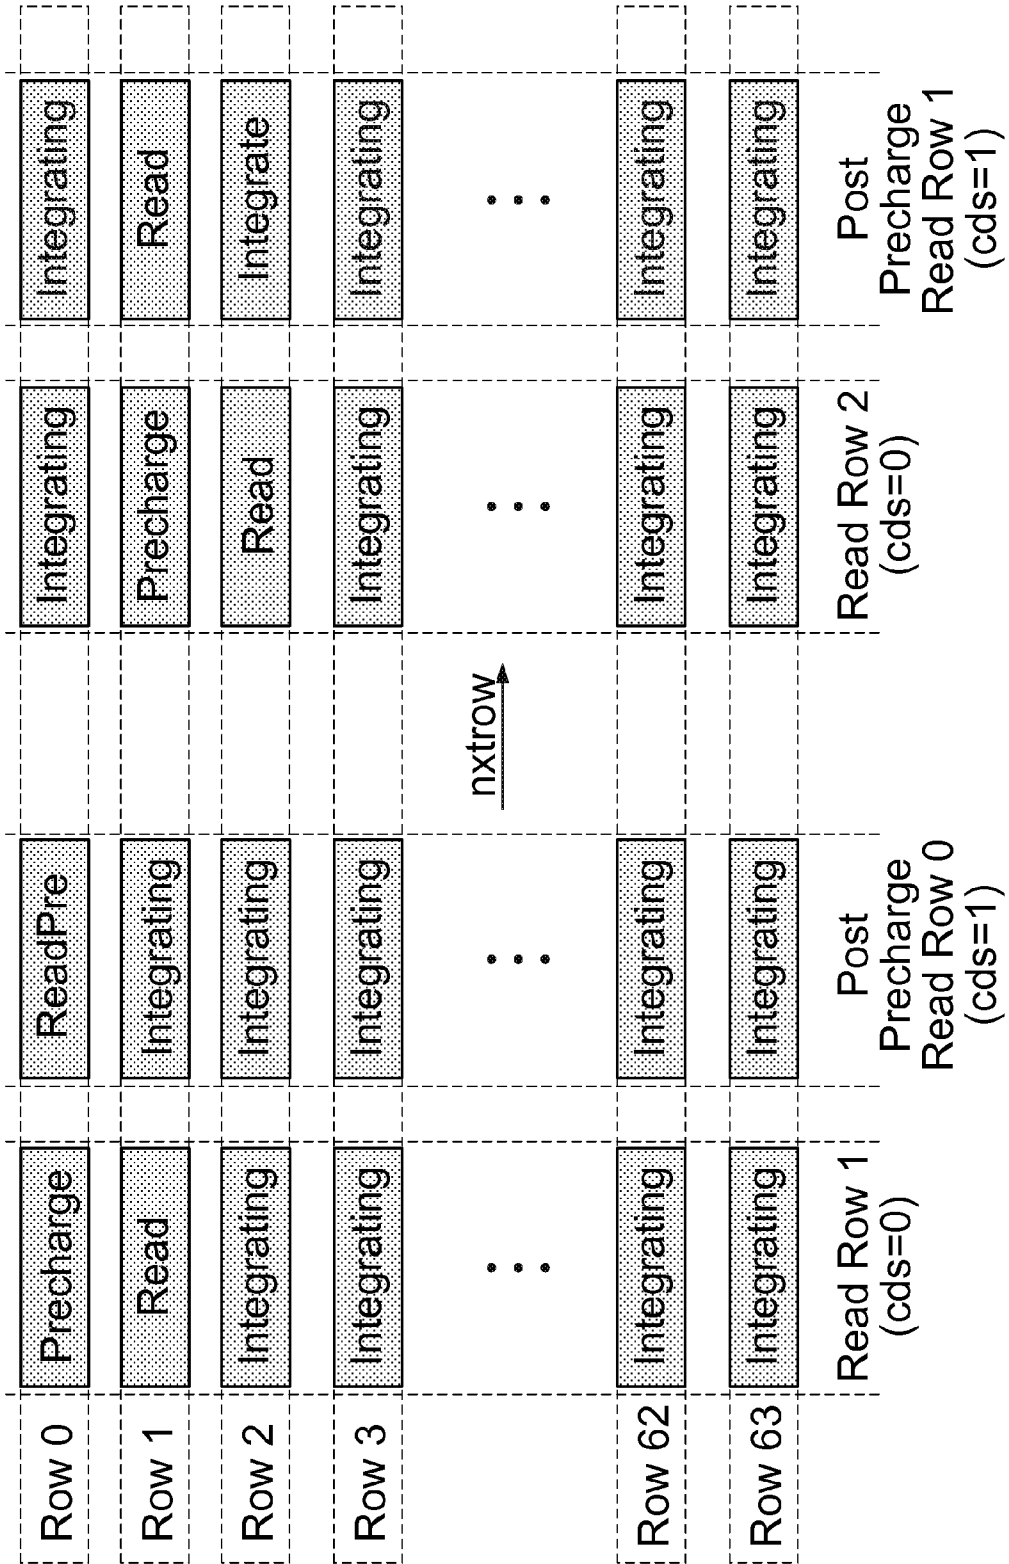 Row 0
Precharge
ReadPre
Integrating
Integrating
Row 1
Read
Integrating
Precharge
Read
Row 2
Integrating
Integrating
Read
Integrate
Row 3
Integrating
Integrating
Integrating
Integrating
• • •
• • •
nxtrow
• • •
• • •
Row 62
Integrating
Integrating
Integrating
Integrating
Row 63
Integrating
Integrating
Integrating
Integrating
Read Row 1
(cds=0)
Post
Precharge
Read Row 0
(cds=1)
Read Row 2
(cds=0)
Post
Precharge
Read Row 1
(cds=1)